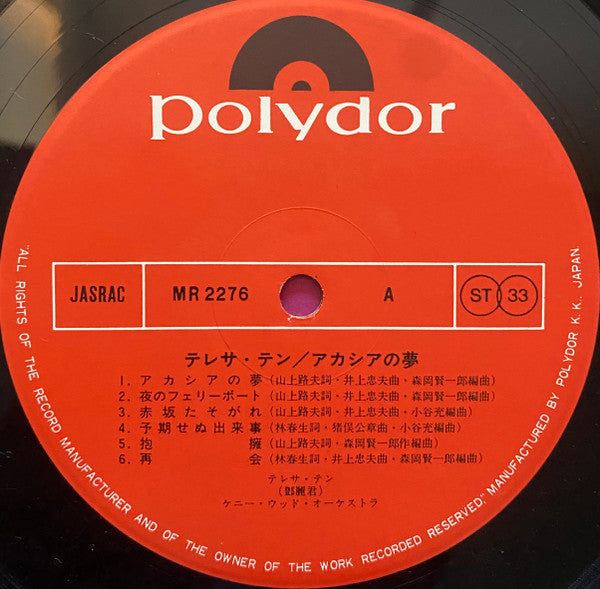 polydor
JASRAC
MR 2276
A
ST 33
テレサ・テン/アカシアの夢
1. アカシアの夢(山上路夫詞・井上忠夫曲・森岡賢一郎編曲)
2. 夜のフェリーボート(山上路夫詞・井上忠夫曲・森岡賢一郎編曲)
3. 赤坂たそがれ(山上路夫詞・井上忠夫曲・小谷充編曲)
4. 予期せぬ出来事(林春生詞・猪俣公章曲・小谷充編曲)
5. 抱擁(山上路夫詞・森岡賢一郎作編曲)
6. 再会(林春生詞・井上忠夫曲・森岡賢一郎編曲)
テレサ・テン
(鄧麗君)
ケニー・ウッド・オーケストラ
"ALL RIGHTS OF THE RECORD MANUFACTURER AND OF THE OWNER OF THE WORK RECORDED RESERVED." MANUFACTURED BY POLYDOR K.K., JAPAN